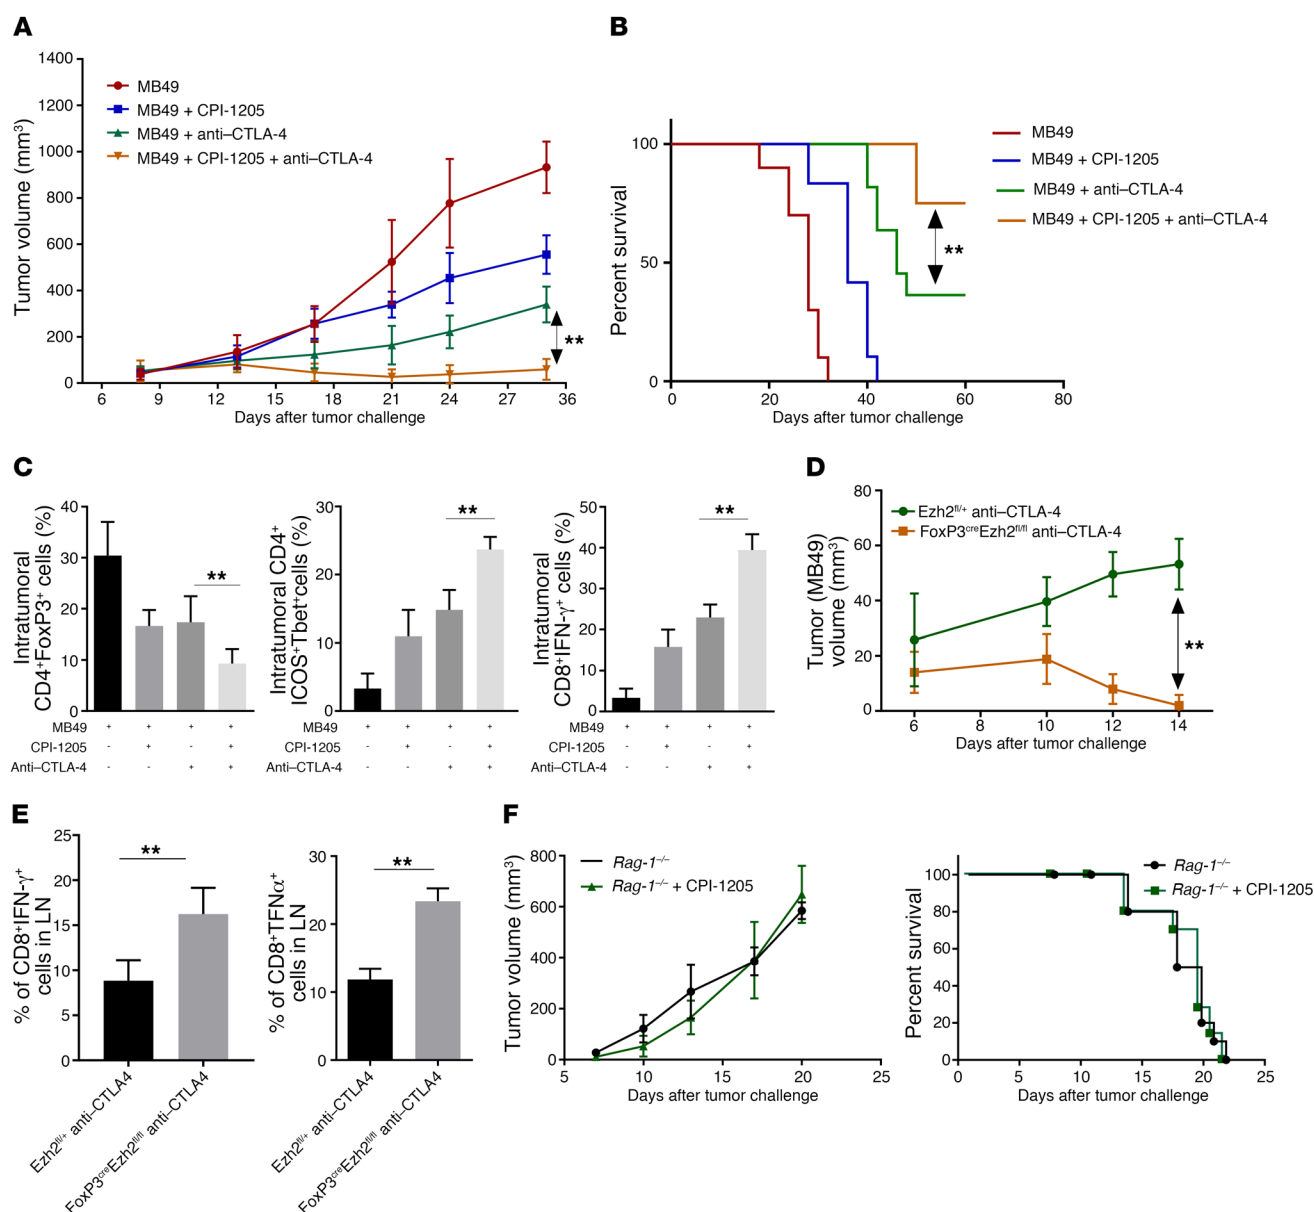 A
Tumor volume (mm³)
1400
1200
1000
800
600
400
200
0
MB49
MB49 + CPI-1205
MB49 + anti–CTLA-4
MB49 + CPI-1205 + anti–CTLA-4
**
6 9 12 15 18 21 24 27 36
Days after tumor challenge
B
Percent survival
100
50
0
MB49
MB49 + CPI-1205
MB49 + anti–CTLA-4
MB49 + CPI-1205 + anti–CTLA-4
**
0 20 40 60 80
Days after tumor challenge
C
Intratumoral
CD4⁺FoxP3⁺ cells (%)
40
30
20
10
0
**
MB49 + + + +
CPI-1205 - + - +
Anti–CTLA-4 - - + +
Intratumoral CD4⁺
ICOS⁺Tbet⁺cells (%)
30
20
10
0
**
MB49 + + + +
CPI-1205 - + - +
Anti–CTLA-4 - - + +
Intratumoral
CD8⁺IFN-γ⁺ cells (%)
50
40
30
20
10
0
**
MB49 + + + +
CPI-1205 - + - +
Anti–CTLA-4 - - + +
D
Tumor (MB49)
volume (mm³)
80
60
40
20
0
Ezh2fl/+ anti–CTLA-4
FoxP3creEzh2fl/fl anti–CTLA-4
**
6 8 10 12 14
Days after tumor challenge
E
% of CD8⁺IFN-γ⁺
cells in LN
25
20
15
10
5
0
**
Ezh2fl/+ anti–CTLA4
FoxP3creEzh2fl/fl anti–CTLA4
% of CD8⁺TFNα⁺
cells in LN
30
20
10
0
**
Ezh2fl/+ anti–CTLA4
FoxP3creEzh2fl/fl anti–CTLA4
F
Tumor volume (mm³)
800
600
400
200
0
Rag-1–/–
Rag-1–/– + CPI-1205
5 10 15 20 25
Days after tumor challenge
Percent survival
100
80
60
40
20
0
Rag-1–/–
Rag-1–/– + CPI-1205
0 5 10 15 20 25
Days after tumor challenge